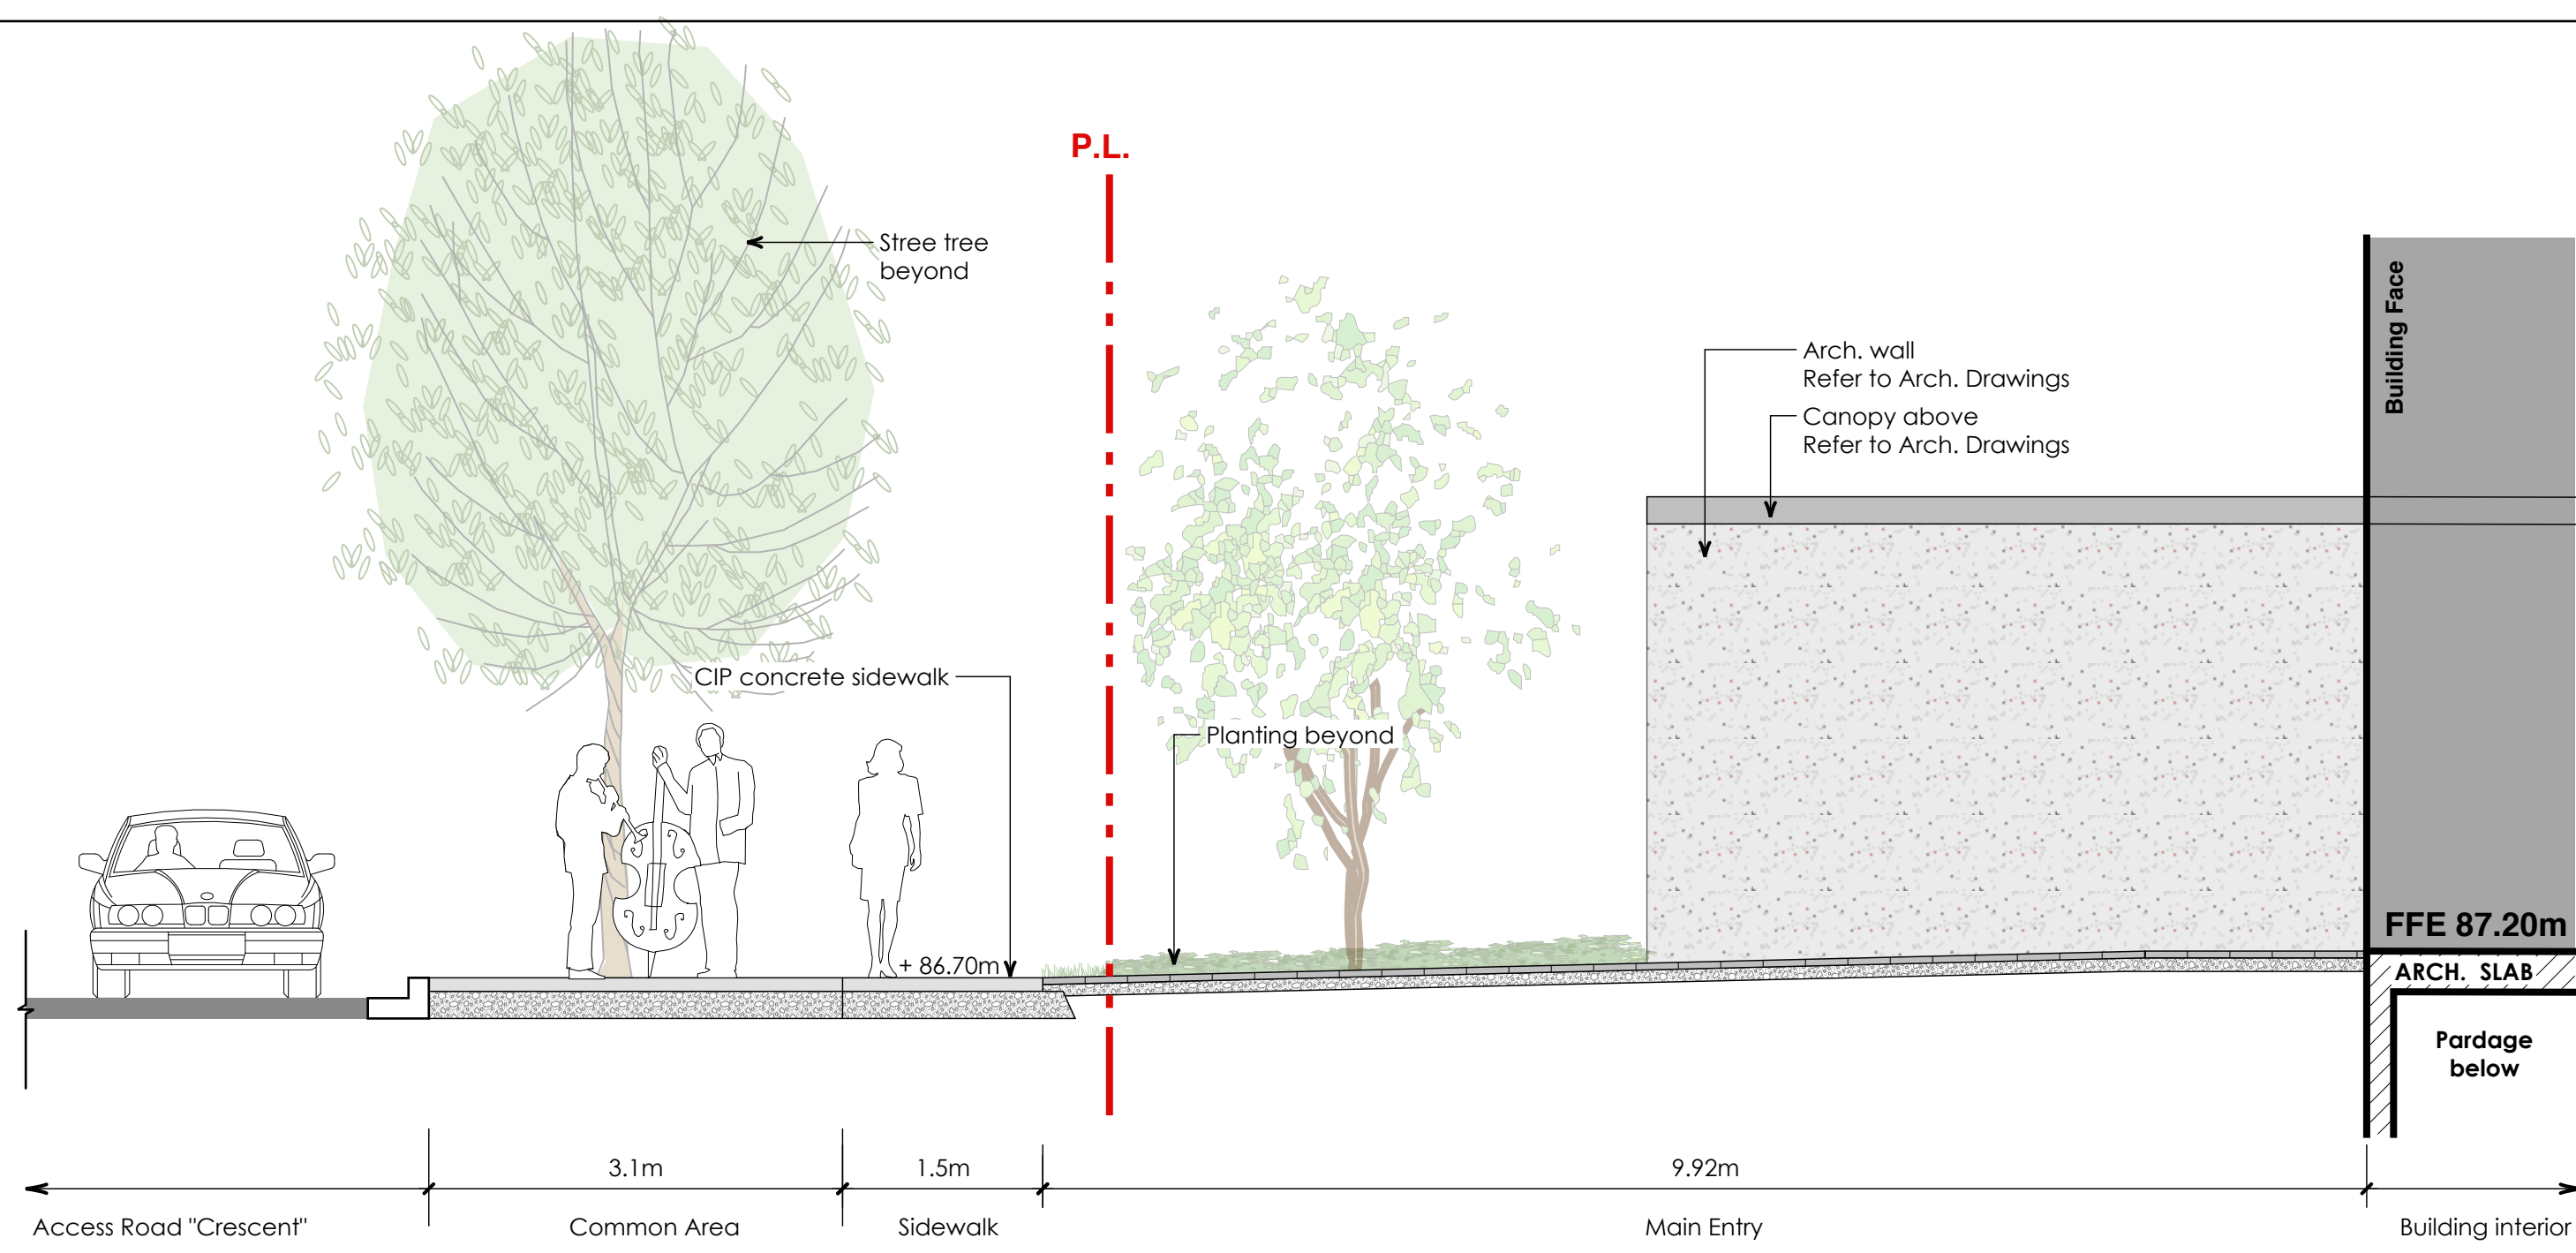 P.L.
Stree tree
beyond
Building Face
Arch. wall
Refer to Arch. Drawings
Canopy above
Refer to Arch. Drawings
CIP concrete sidewalk
Planting beyond
+ 86.70m
FFE 87.20m
ARCH. SLAB
Pardage
below
3.1m
1.5m
9.92m
Access Road "Crescent"
Common Area
Sidewalk
Main Entry
Building interior